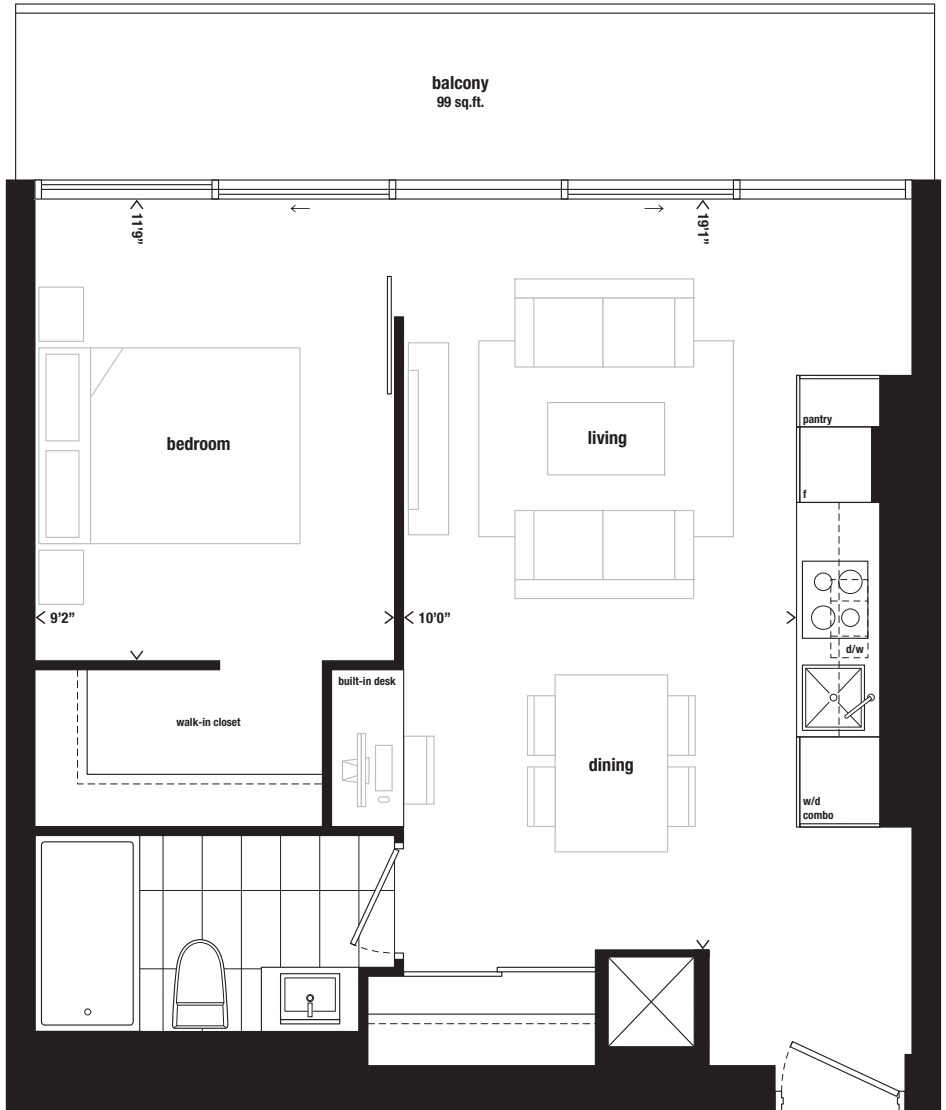 balcony
99 sq.ft.
11'9"
19'1"
pantry
bedroom
living
f
9'2”
10'0”
d/w
built-in desk
walk-in closet
dining
w/d
combo